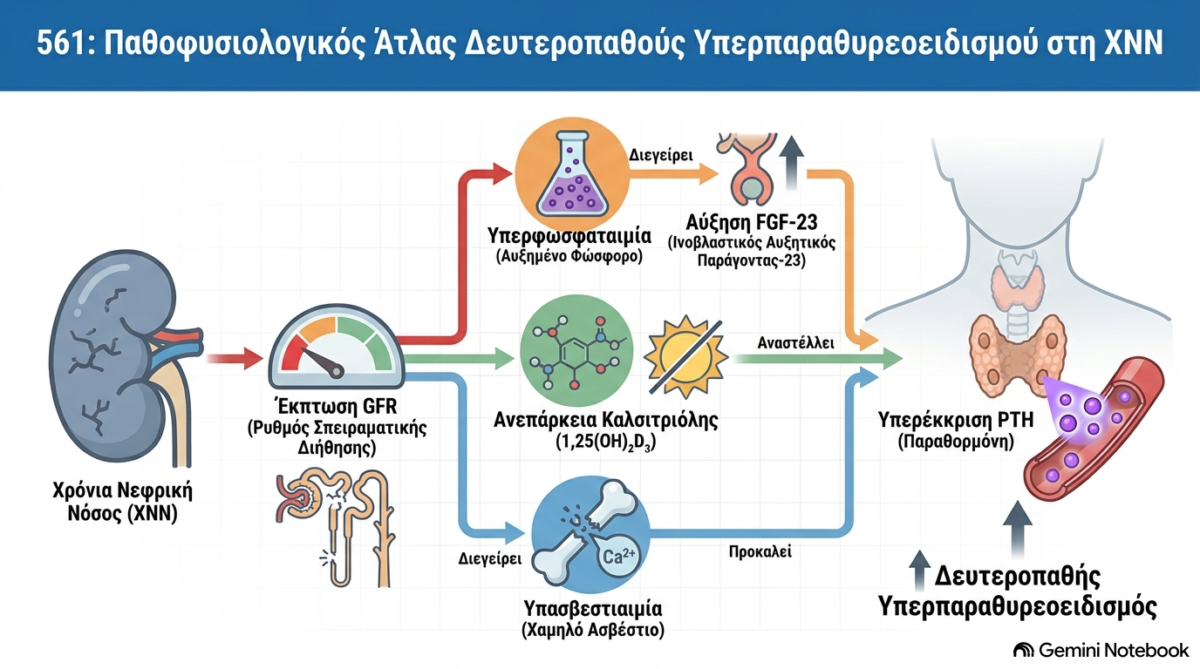 561: Παθοφυσιολογικός Άτλας Δευτεροπαθούς Υπερπαραθυρεοειδισμού στη ΧΝΝ
Χρόνια Νεφρική
Νόσος (ΧΝΝ)
Έκπτωση GFR
(Ρυθμός Σπειραματικής
Διήθησης)
Υπερφωσφαταιμία
(Αυξημένο Φώσφορο)
Διεγείρει
Αύξηση FGF-23
(Ινοβλαστικός Αυξητικός
Παράγοντας-23)
Ανεπάρκεια Καλσιτριόλης
(1,25(OH)₂D₃)
Αναστέλλει
Διεγείρει
Ca²⁺
Υπασβεστιαιμία
(Χαμηλό Ασβέστιο)
Προκαλεί
Υπερέκκριση PTH
(Παραθορμόνη)
Δευτεροπαθής
Υπερπαραθυρεοειδισμός
Gemini Notebook